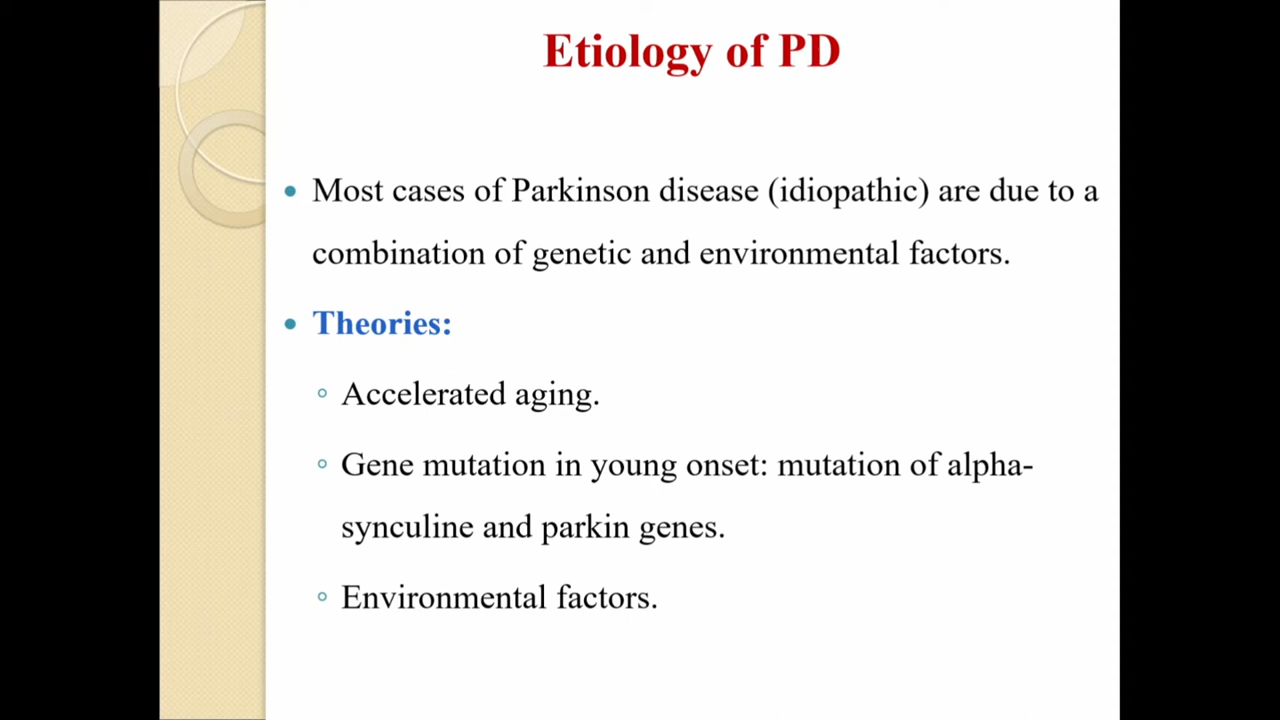 Etiology of PD
• Most cases of Parkinson disease (idiopathic) are due to a
combination of genetic and environmental factors.
• Theories:
◦ Accelerated aging.
◦ Gene mutation in young onset: mutation of alpha-
synculine and parkin genes.
◦ Environmental factors.